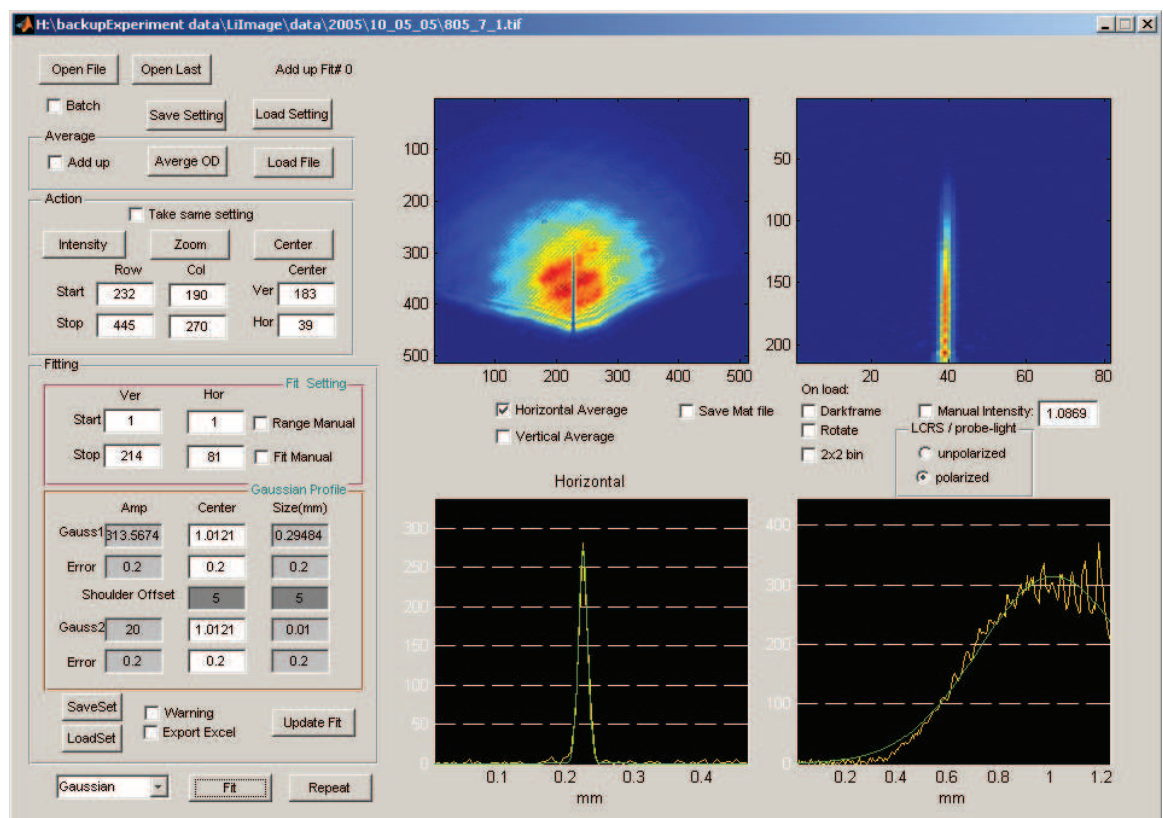 H:\backupExperiment data\LiImage\data\2005\10_05_05\805_7_1.tif
Open File Open Last Add up Fit# 0
Batch Save Setting Load Setting
Average
Add up Averge OD Load File
Action
Take same setting
Intensity Zoom Center
Row Col Center
Start 232 190 Ver 183
Stop 445 270 Hor 39
Fitting
Fit Setting
Ver Hor
Start 1 1 Range Manual
Stop 214 81 Fit Manual
Gaussian Profile
Amp Center Size(mm)
Gauss1 313.5674 1.0121 0.29484
Error 0.2 0.2 0.2
Shoulder Offset 5 5
Gauss2 20 1.0121 0.01
Error 0.2 0.2 0.2
SaveSet Warning Update Fit
LoadSet Export Excel
Gaussian Fit Repeat
100
200
300
400
500
100 200 300 400 500
50
100
150
200
20 40 60 80
Horizontal Average Save Mat file
Vertical Average
On load:
Darkframe Manual Intensity: 1.0869
Rotate LCRS / probe-light
2x2 bin unpolarized
polarized
Horizontal
300
250
200
150
100
50
0
0.1 0.2 0.3 0.4
mm
400
300
200
100
0
0.2 0.4 0.6 0.8 1 1.2
mm